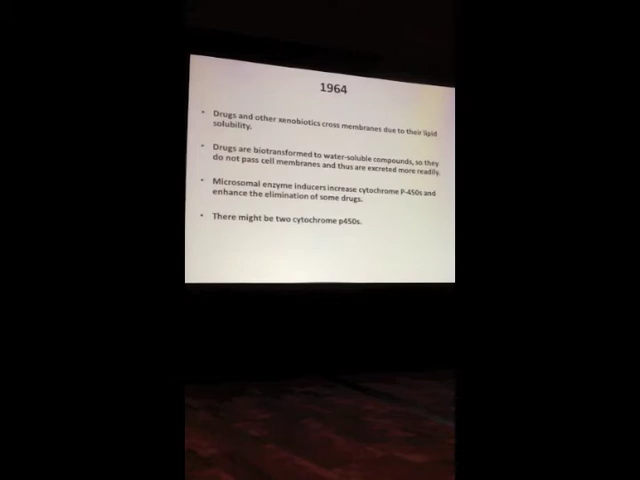 1964
• Drugs and other xenobiotics cross membranes due to their lipid
solubility.
• Drugs are biotransformed to water-soluble compounds, so they
do not pass cell membranes and thus are excreted more readily.
• Microsomal enzyme inducers increase cytochrome P-450s and
enhance the elimination of some drugs.
• There might be two cytochrome p450s.